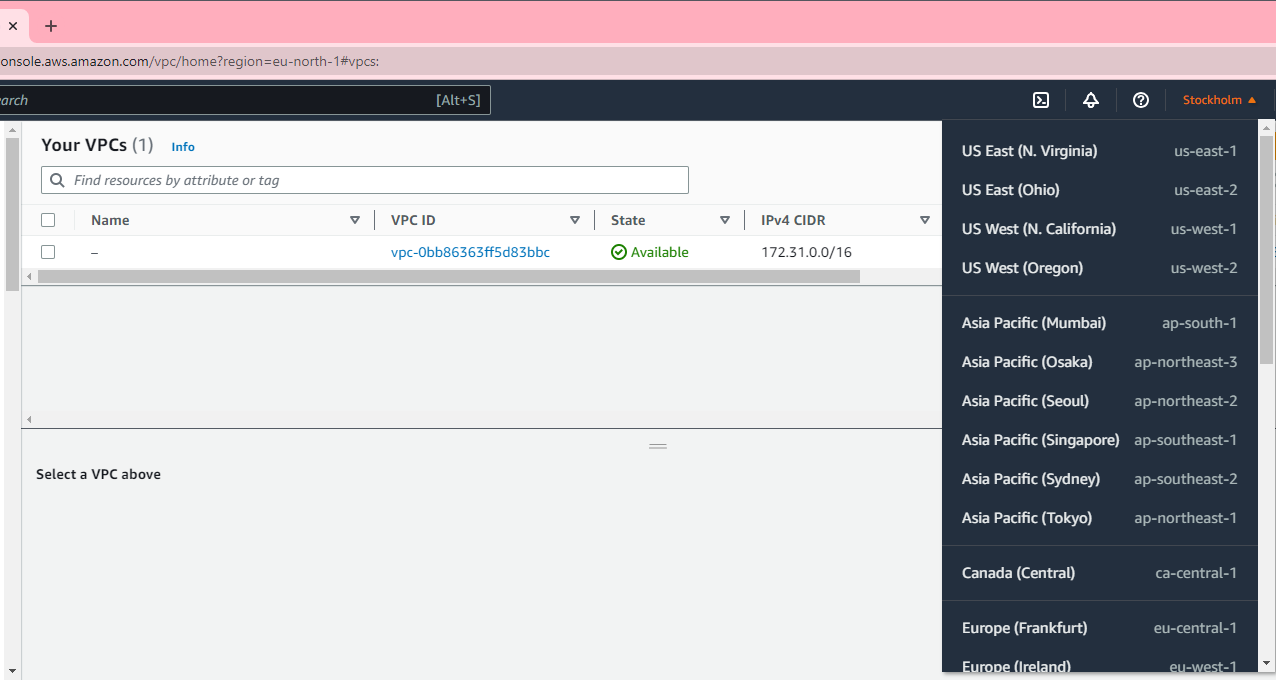 onsole.aws.amazon.com/vpc/home?region=eu-north-1#vpcs:
arch [Alt+S] Stockholm
Your VPCs (1) Info
Find resources by attribute or tag
Name VPC ID State IPv4 CIDR
– vpc-0bb86363ff5d83bbc Available 172.31.0.0/16
Select a VPC above
US East (N. Virginia) us-east-1
US East (Ohio) us-east-2
US West (N. California) us-west-1
US West (Oregon) us-west-2
Asia Pacific (Mumbai) ap-south-1
Asia Pacific (Osaka) ap-northeast-3
Asia Pacific (Seoul) ap-northeast-2
Asia Pacific (Singapore) ap-southeast-1
Asia Pacific (Sydney) ap-southeast-2
Asia Pacific (Tokyo) ap-northeast-1
Canada (Central) ca-central-1
Europe (Frankfurt) eu-central-1
Europe (Ireland) eu-west-1